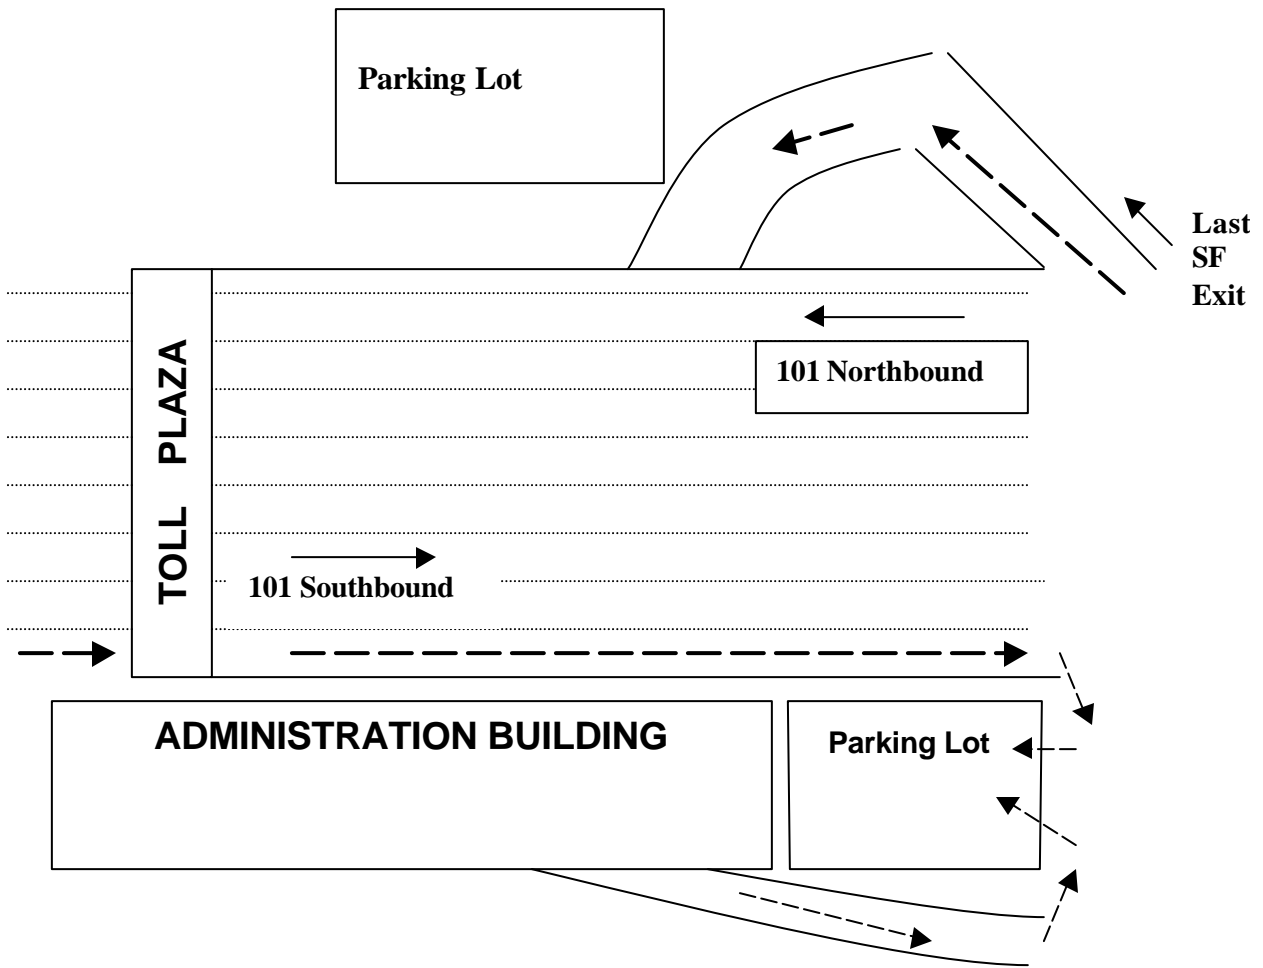 Parking Lot
Last
SF
Exit
101 Northbound
TOLL PLAZA
101 Southbound
ADMINISTRATION BUILDING
Parking Lot